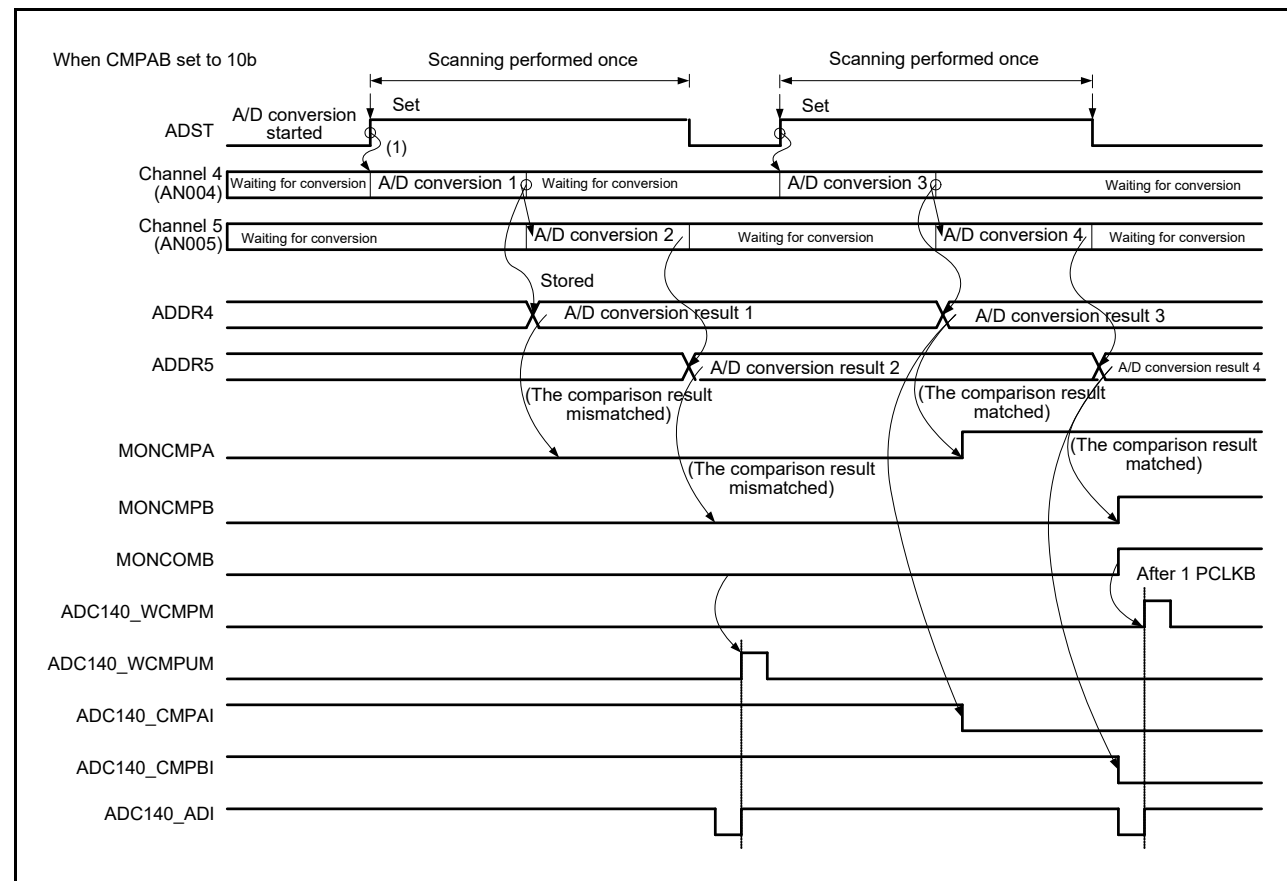 When CMPAB set to 10b
Scanning performed once
Scanning performed once
A/D conversion
started
Set
Set
ADST
(1)
Channel 4
(AN004)
Waiting for conversion
A/D conversion 1
Waiting for conversion
A/D conversion 3
Waiting for conversion
Channel 5
(AN005)
Waiting for conversion
A/D conversion 2
Waiting for conversion
A/D conversion 4
Waiting for conversion
Stored
ADDR4
A/D conversion result 1
A/D conversion result 3
ADDR5
A/D conversion result 2
A/D conversion result 4
(The comparison result
mismatched)
(The comparison result
matched)
MONCMPA
(The comparison result
mismatched)
(The comparison result
matched)
MONCMPB
MONCOMB
After 1 PCLKB
ADC140_WCMPM
ADC140_WCMPUM
ADC140_CMPAI
ADC140_CMPBI
ADC140_ADI